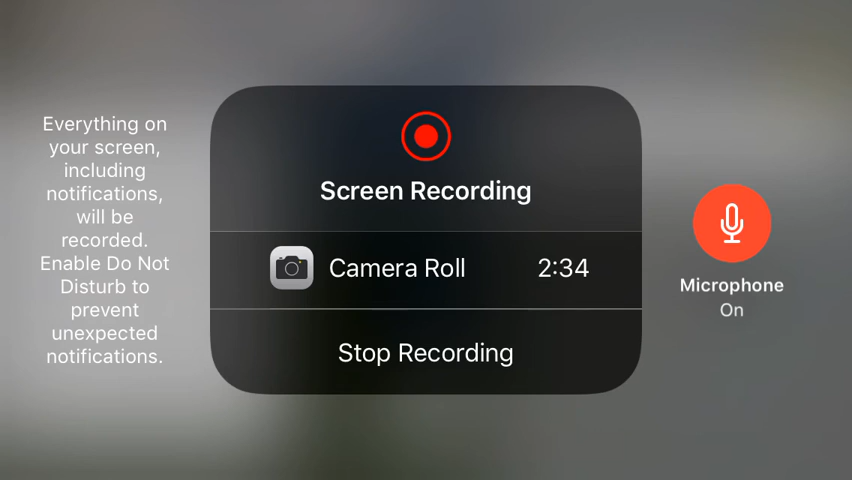 Everything on
your screen,
including
notifications,
will be
recorded.
Enable Do Not
Disturb to
prevent
unexpected
notifications.
Screen Recording
Camera Roll 2:34
Stop Recording
Microphone
On